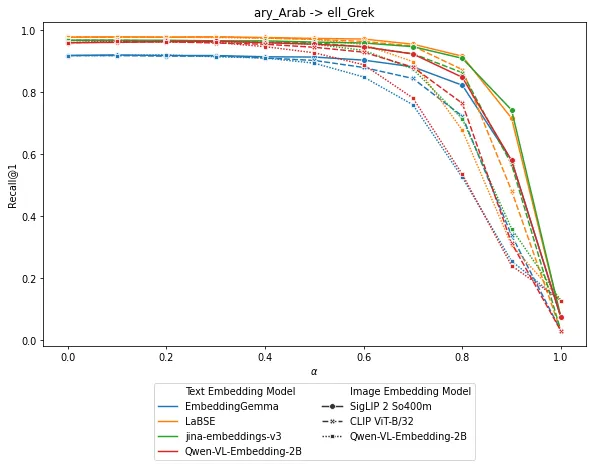 ary_Arab -> ell_Grek
Recall@1
1.0
0.8
0.6
0.4
0.2
0.0
0.0 0.2 0.4 0.6 0.8 1.0
α
Text Embedding Model
EmbeddingGemma
LaBSE
jina-embeddings-v3
Qwen-VL-Embedding-2B
Image Embedding Model
SigLIP 2 So400m
CLIP ViT-B/32
Qwen-VL-Embedding-2B